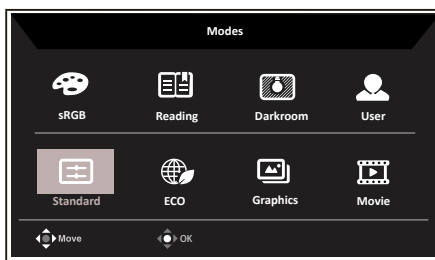 Modes
sRGB Reading Darkroom User
Standard ECO Graphics Movie
Move OK